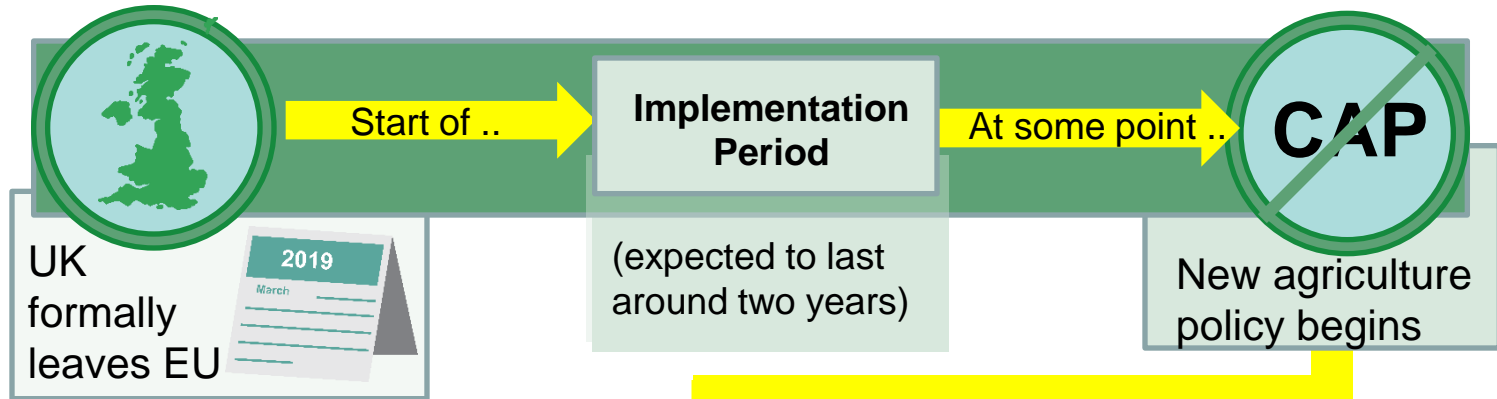 Start of ..
Implementation
Period
At some point ..
CAP
UK
formally
leaves EU
2019
March
(expected to last
around two years)
New agriculture
policy begins